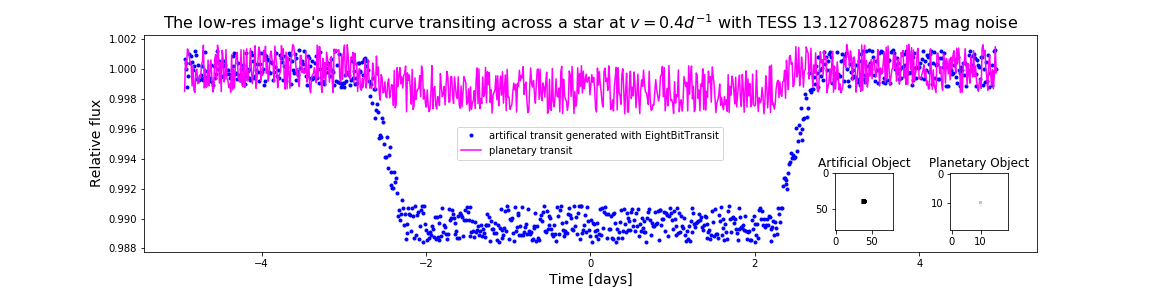 The low-res image's light curve transiting across a star at v = 0.4d⁻¹ with TESS 13.1270862875 mag noise
Relative flux
1.002
1.000
0.998
0.996
0.994
0.992
0.990
0.988
artifical transit generated with EightBitTransit
planetary transit
Artificial Object
0
50
0 50
Planetary Object
0
10
0 10
−4 −2 0 2 4
Time [days]